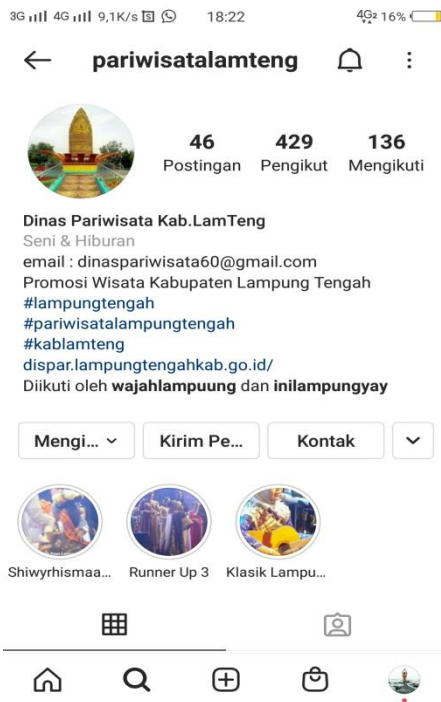 3G 4G 9,1K/s 18:22 4G2 16%
pariwisatalamteng
46 429 136
Postingan Pengikut Mengikuti
Dinas Pariwisata Kab.LamTeng
Seni & Hiburan
email : dinaspariwisata60@gmail.com
Promosi Wisata Kabupaten Lampung Tengah
#lampungtengah
#pariwisatalampungtengah
#kablamteng
dispar.lampungtengahkab.go.id/
Diikuti oleh wajahlampuung dan inilampungyay
Mengi... Kirim Pe... Kontak
Shiwyrhismaa... Runner Up 3 Klasik Lampu...